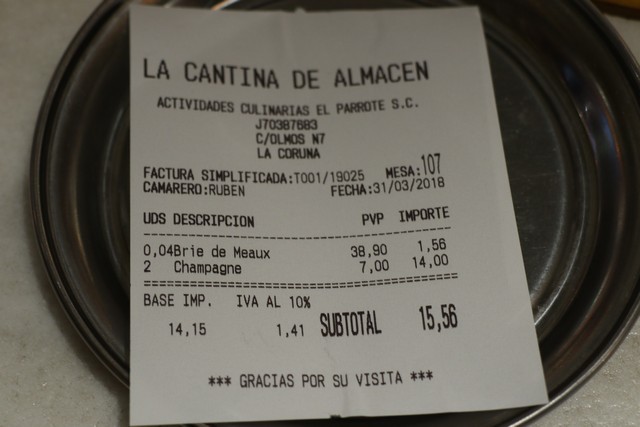 LA CANTINA DE ALMACEN
ACTIVIDADES CULINARIAS EL PARROTE S.C.
J70387683
C/OLMOS N7
LA CORUNA
FACTURA SIMPLIFICADA:T001/19025 MESA:107
CAMARERO:RUBEN FECHA:31/03/2018
UDS DESCRIPCION PVP IMPORTE
0,04Brie de Meaux 38,90 1,56
2 Champagne 7,00 14,00
BASE IMP. IVA AL 10%
14,15 1,41 SUBTOTAL 15,56
*** GRACIAS POR SU VISITA ***